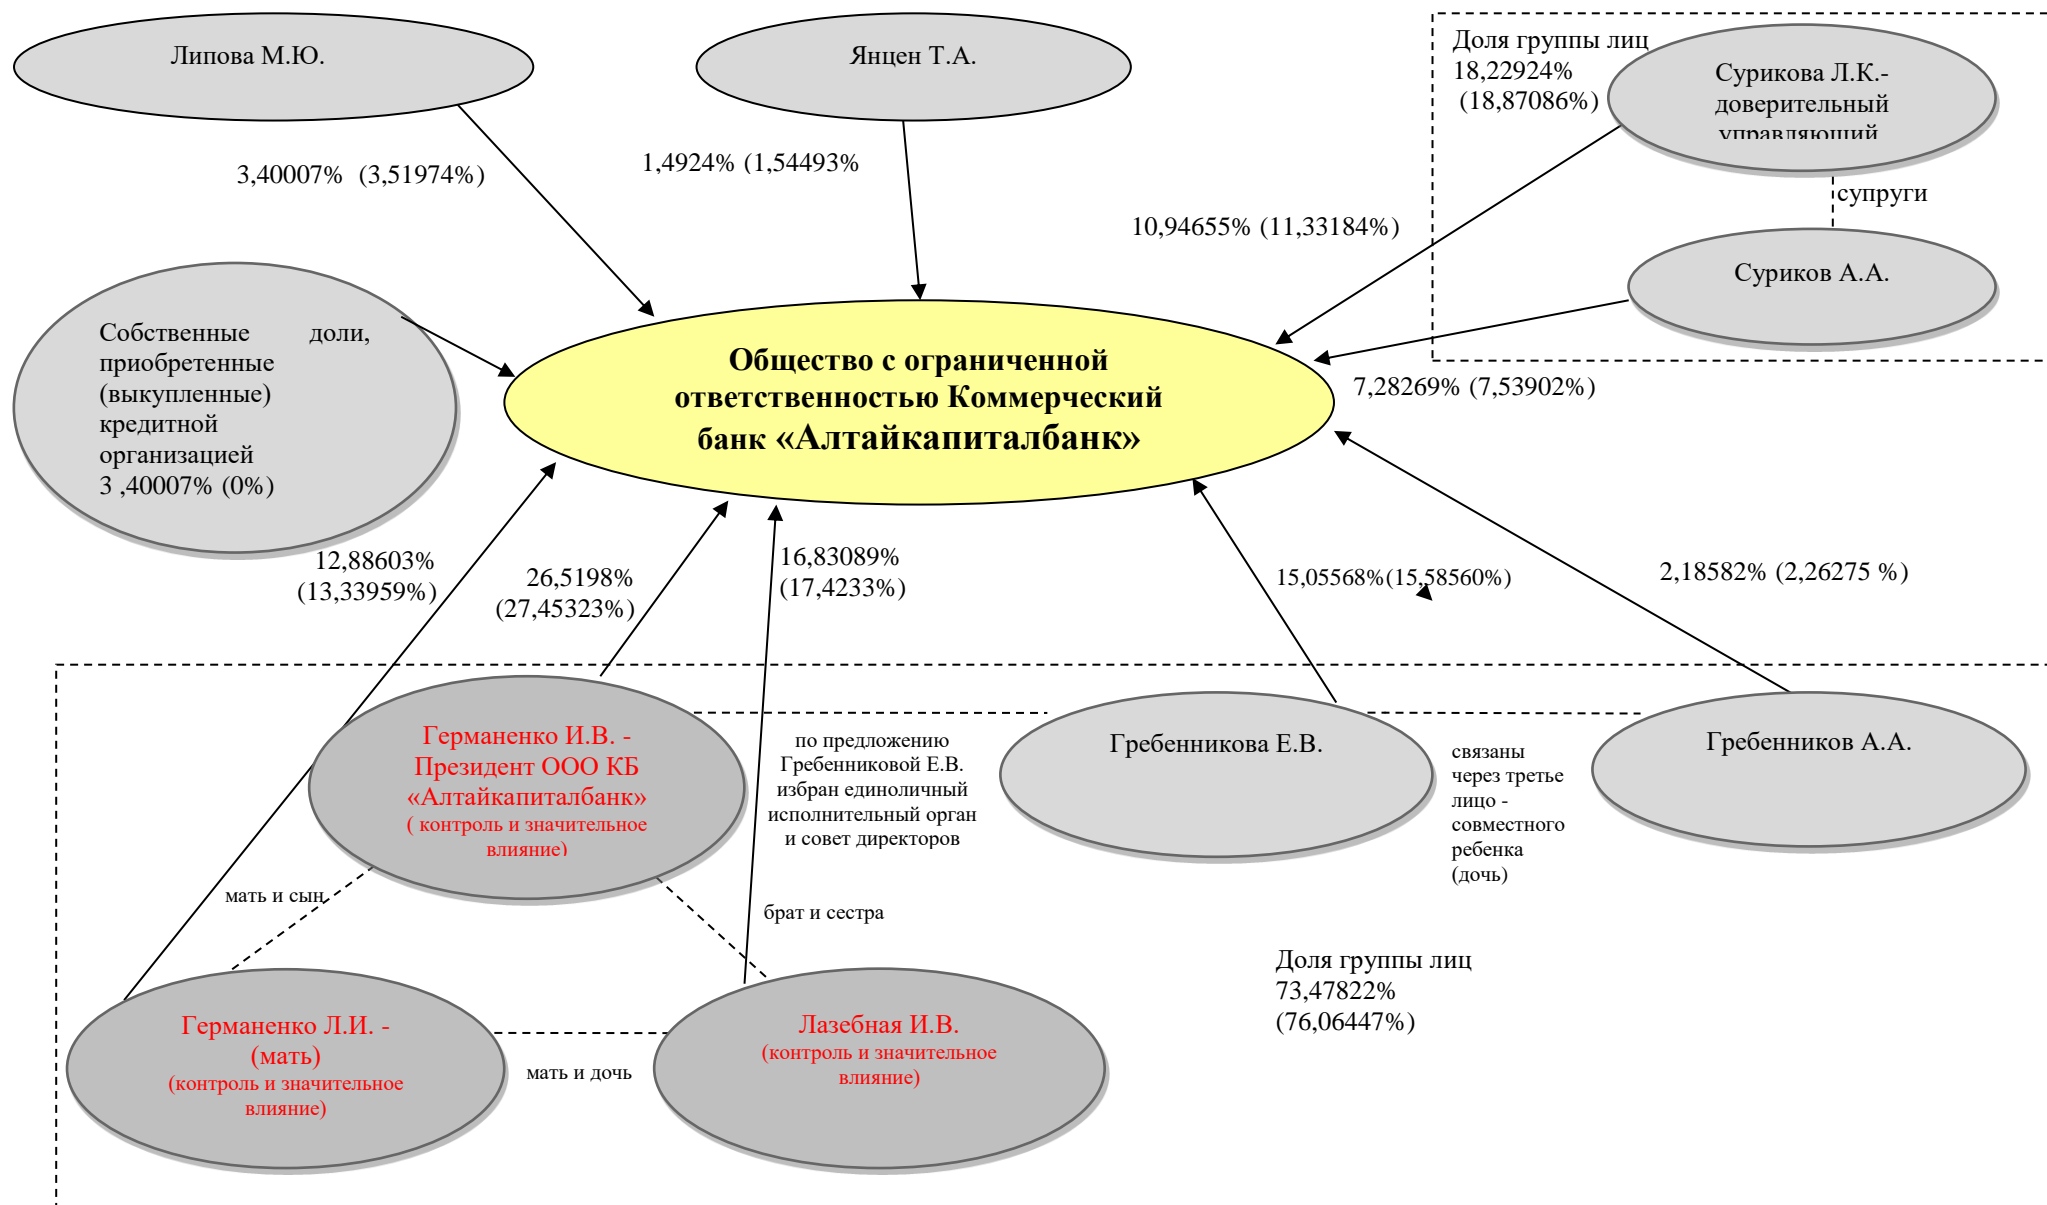 Липова М.Ю.
Янцен Т.А.
Доля группы лиц
18,22924%
(18,87086%)
Сурикова Л.К.-
доверительный
управляющий
3,40007% (3,51974%)
1,4924% (1,54493%
10,94655% (11,33184%)
супруги
Суриков А.А.
Собственные доли,
приобретенные
(выкупленные)
кредитной
организацией
3 ,40007% (0%)
Общество с ограниченной
ответственностью Коммерческий
банк «Алтайкапиталбанк»
7,28269% (7,53902%)
12,88603%
(13,33959%)
26,5198%
(27,45323%)
16,83089%
(17,4233%)
15,05568%(15,58560%)
2,18582% (2,26275 %)
Германенко И.В. -
Президент ООО КБ
«Алтайкапиталбанк»
( контроль и значительное
влияние)
по предложению
Гребенниковой Е.В.
избран единоличный
исполнительный орган
и совет директоров
Гребенникова Е.В.
связаны
через третье
лицо -
совместного
ребенка
(дочь)
Гребенников А.А.
мать и сын
брат и сестра
Доля группы лиц
73,47822%
(76,06447%)
Германенко Л.И. -
(мать)
(контроль и значительное
влияние)
мать и дочь
Лазебная И.В.
(контроль и значительное
влияние)